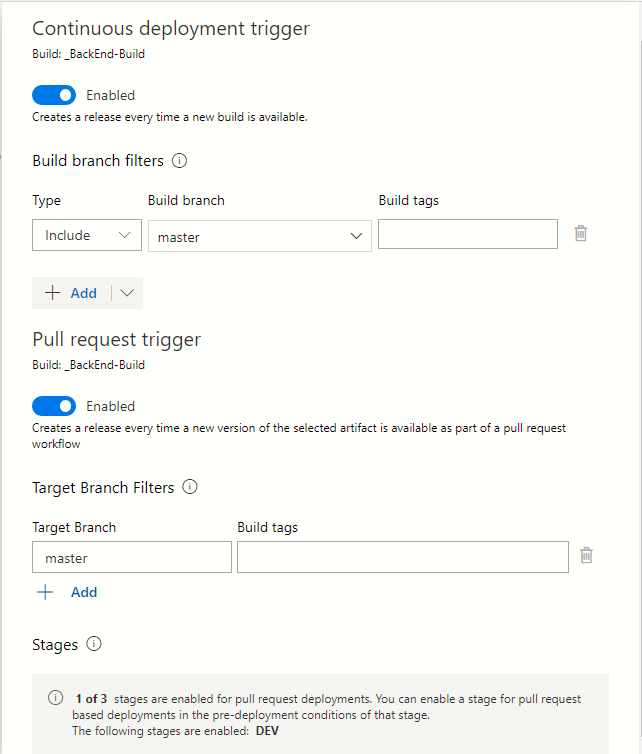 Continuous deployment trigger
Build: _BackEnd-Build
Enabled
Creates a release every time a new build is available.
Build branch filters
Type Build branch Build tags
Include master
Add
Pull request trigger
Build: _BackEnd-Build
Enabled
Creates a release every time a new version of the selected artifact is available as part of a pull request
workflow
Target Branch Filters
Target Branch Build tags
master
Add
Stages
1 of 3 stages are enabled for pull request deployments. You can enable a stage for pull request
based deployments in the pre-deployment conditions of that stage.
The following stages are enabled: DEV